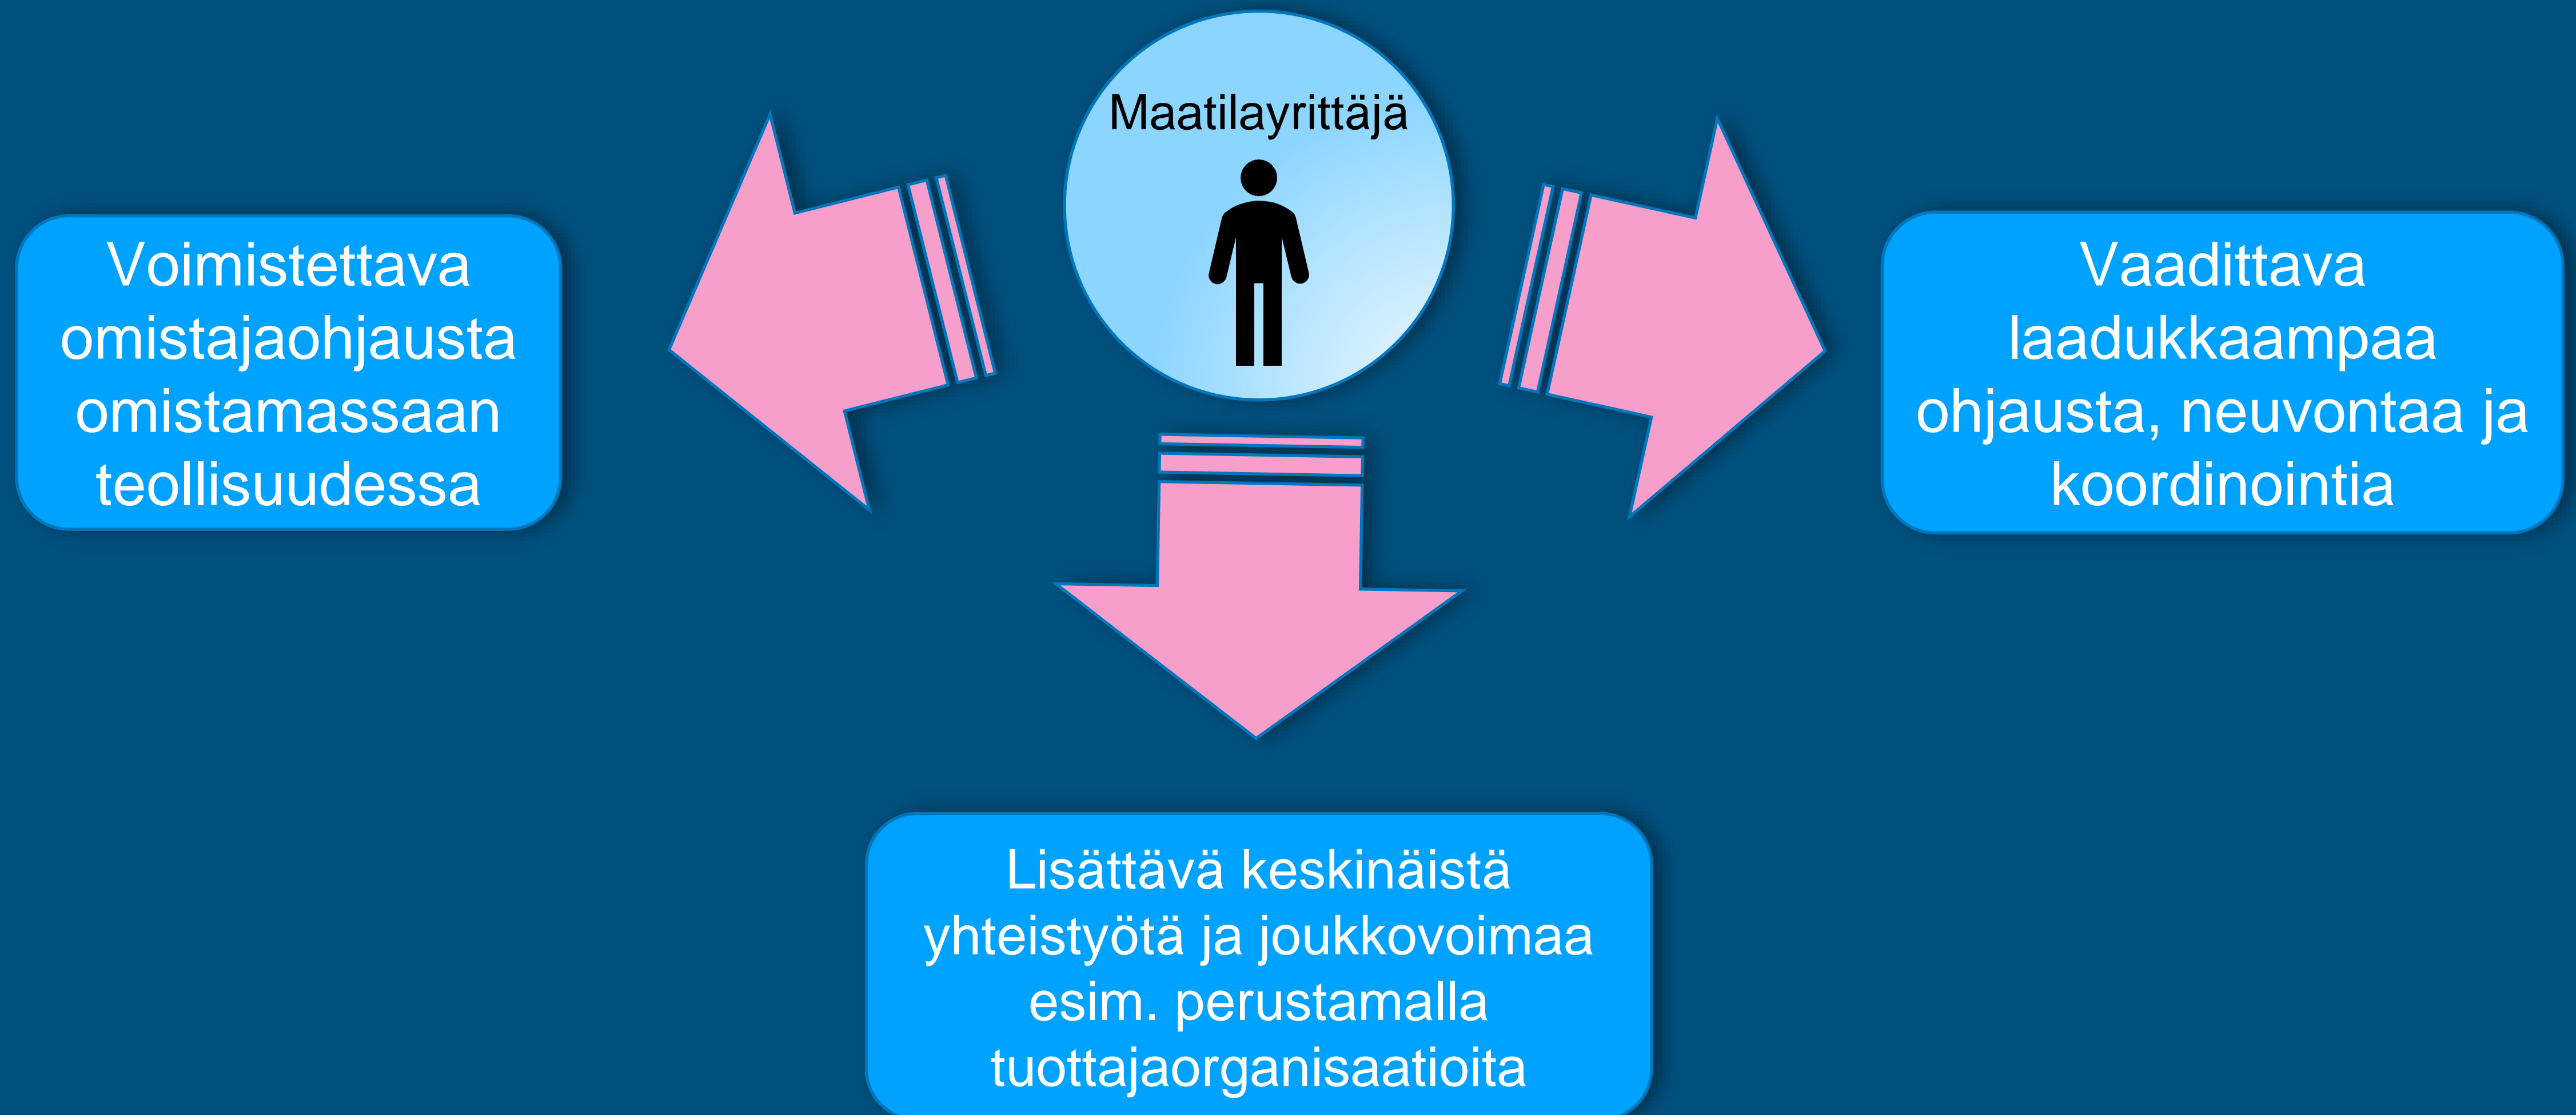 Maatilayrittäjä
Voimistettava
omistajaohjausta
omistamassaan
teollisuudessa
Vaadittava
laadukkaampaa
ohjausta, neuvontaa ja
koordinointia
Lisättävä keskinäistä
yhteistyötä ja joukkovoimaa
esim. perustamalla
tuottajaorganisaatioita